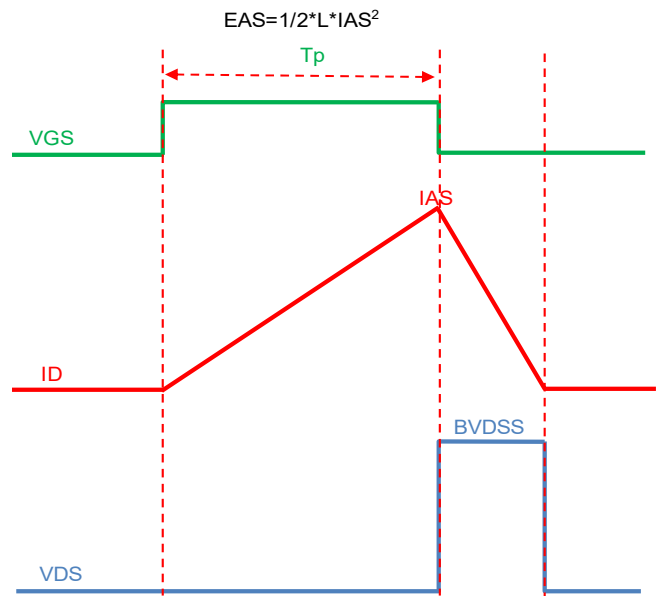 EAS=1/2*L*IAS²
Tp
VGS
IAS
ID
BVDSS
VDS